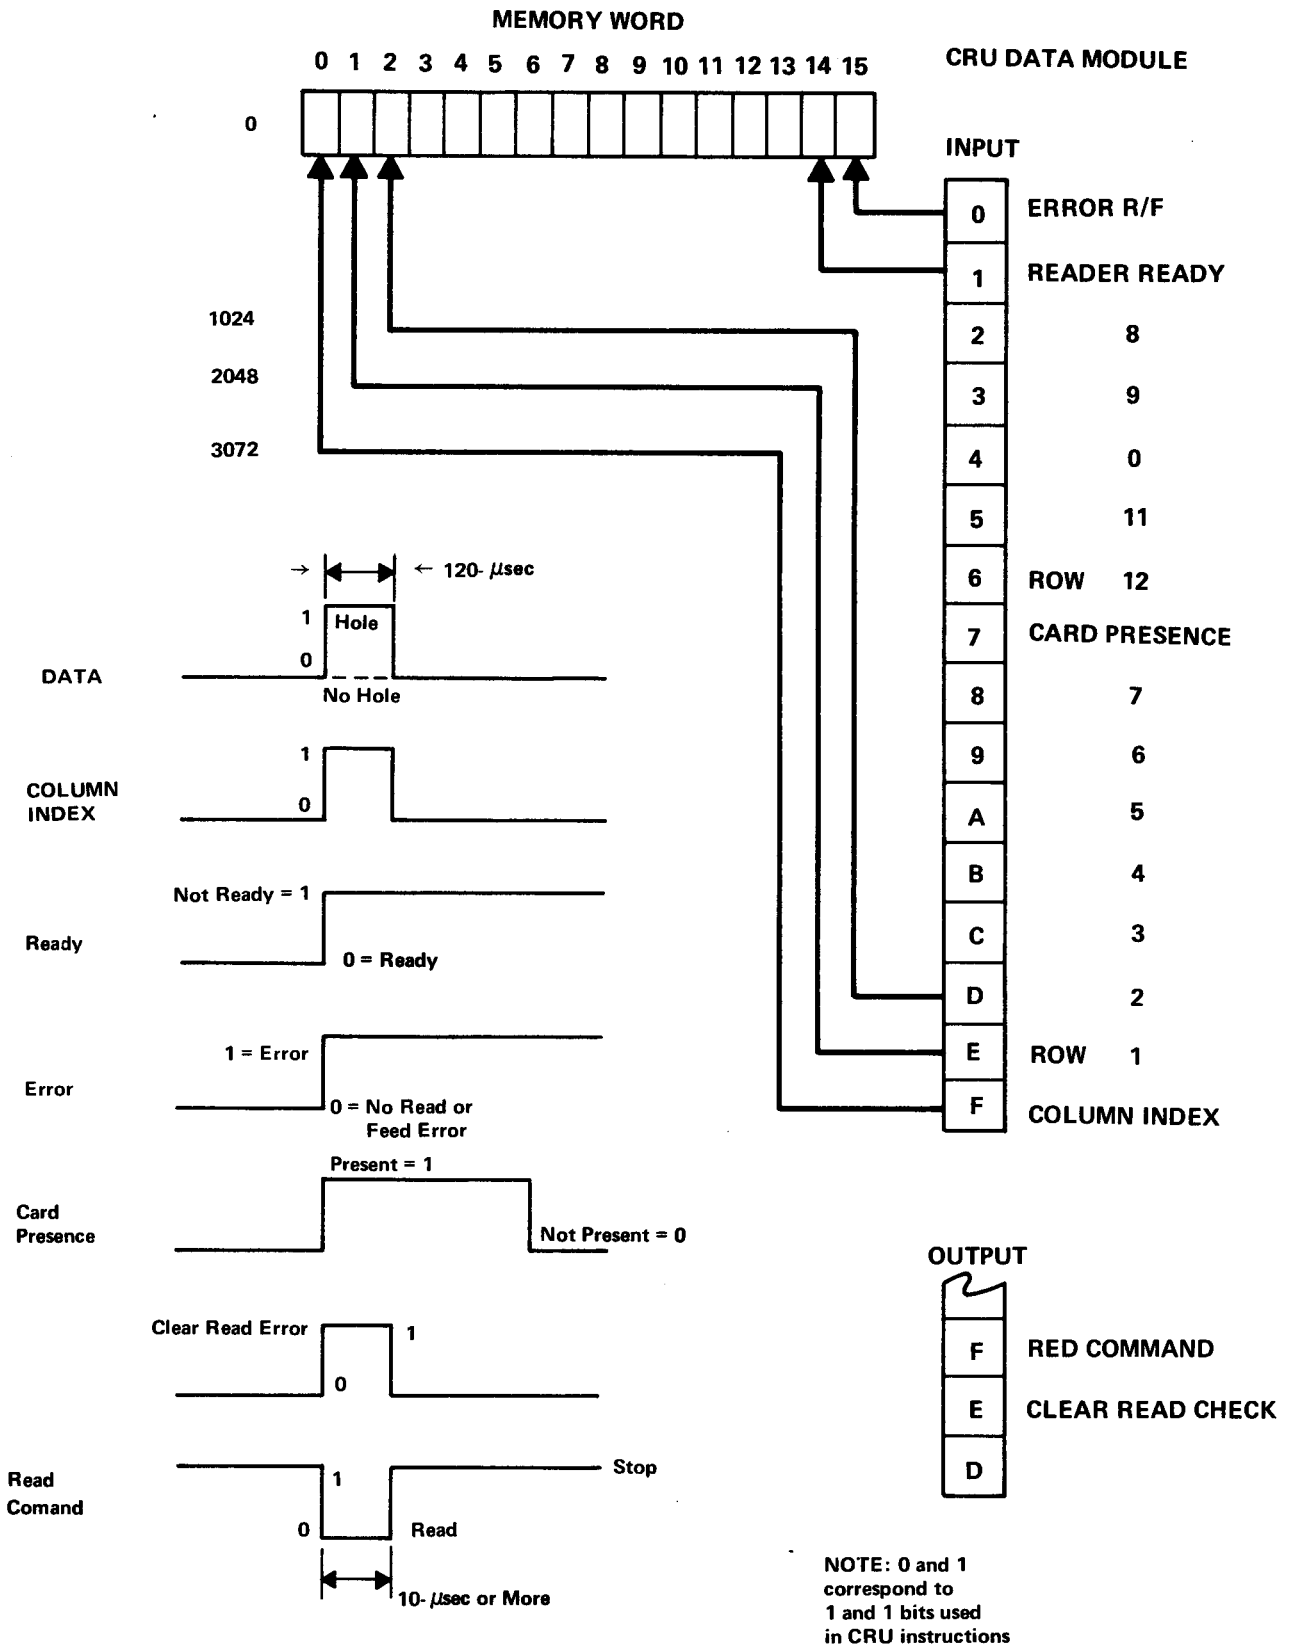 MEMORY WORD
0 1 2 3 4 5 6 7 8 9 10 11 12 13 14 15
CRU DATA MODULE
0
INPUT
0 ERROR R/F
1 READER READY
2 8
3 9
4 0
5 11
6 ROW 12
7 CARD PRESENCE
8 7
9 6
A 5
B 4
C 3
D 2
E ROW 1
F COLUMN INDEX
1024
2048
3072
→ ← 120- μsec
1 Hole
0
DATA
No Hole
1
COLUMN
INDEX
0
Not Ready = 1
Ready
0 = Ready
1 = Error
Error
0 = No Read or
Feed Error
Present = 1
Card
Presence
Not Present = 0
Clear Read Error 1
0
Read
Comand
1
Stop
0 Read
10- μsec or More
OUTPUT
F RED COMMAND
E CLEAR READ CHECK
D
NOTE: 0 and 1
correspond to
1 and 1 bits used
in CRU instructions